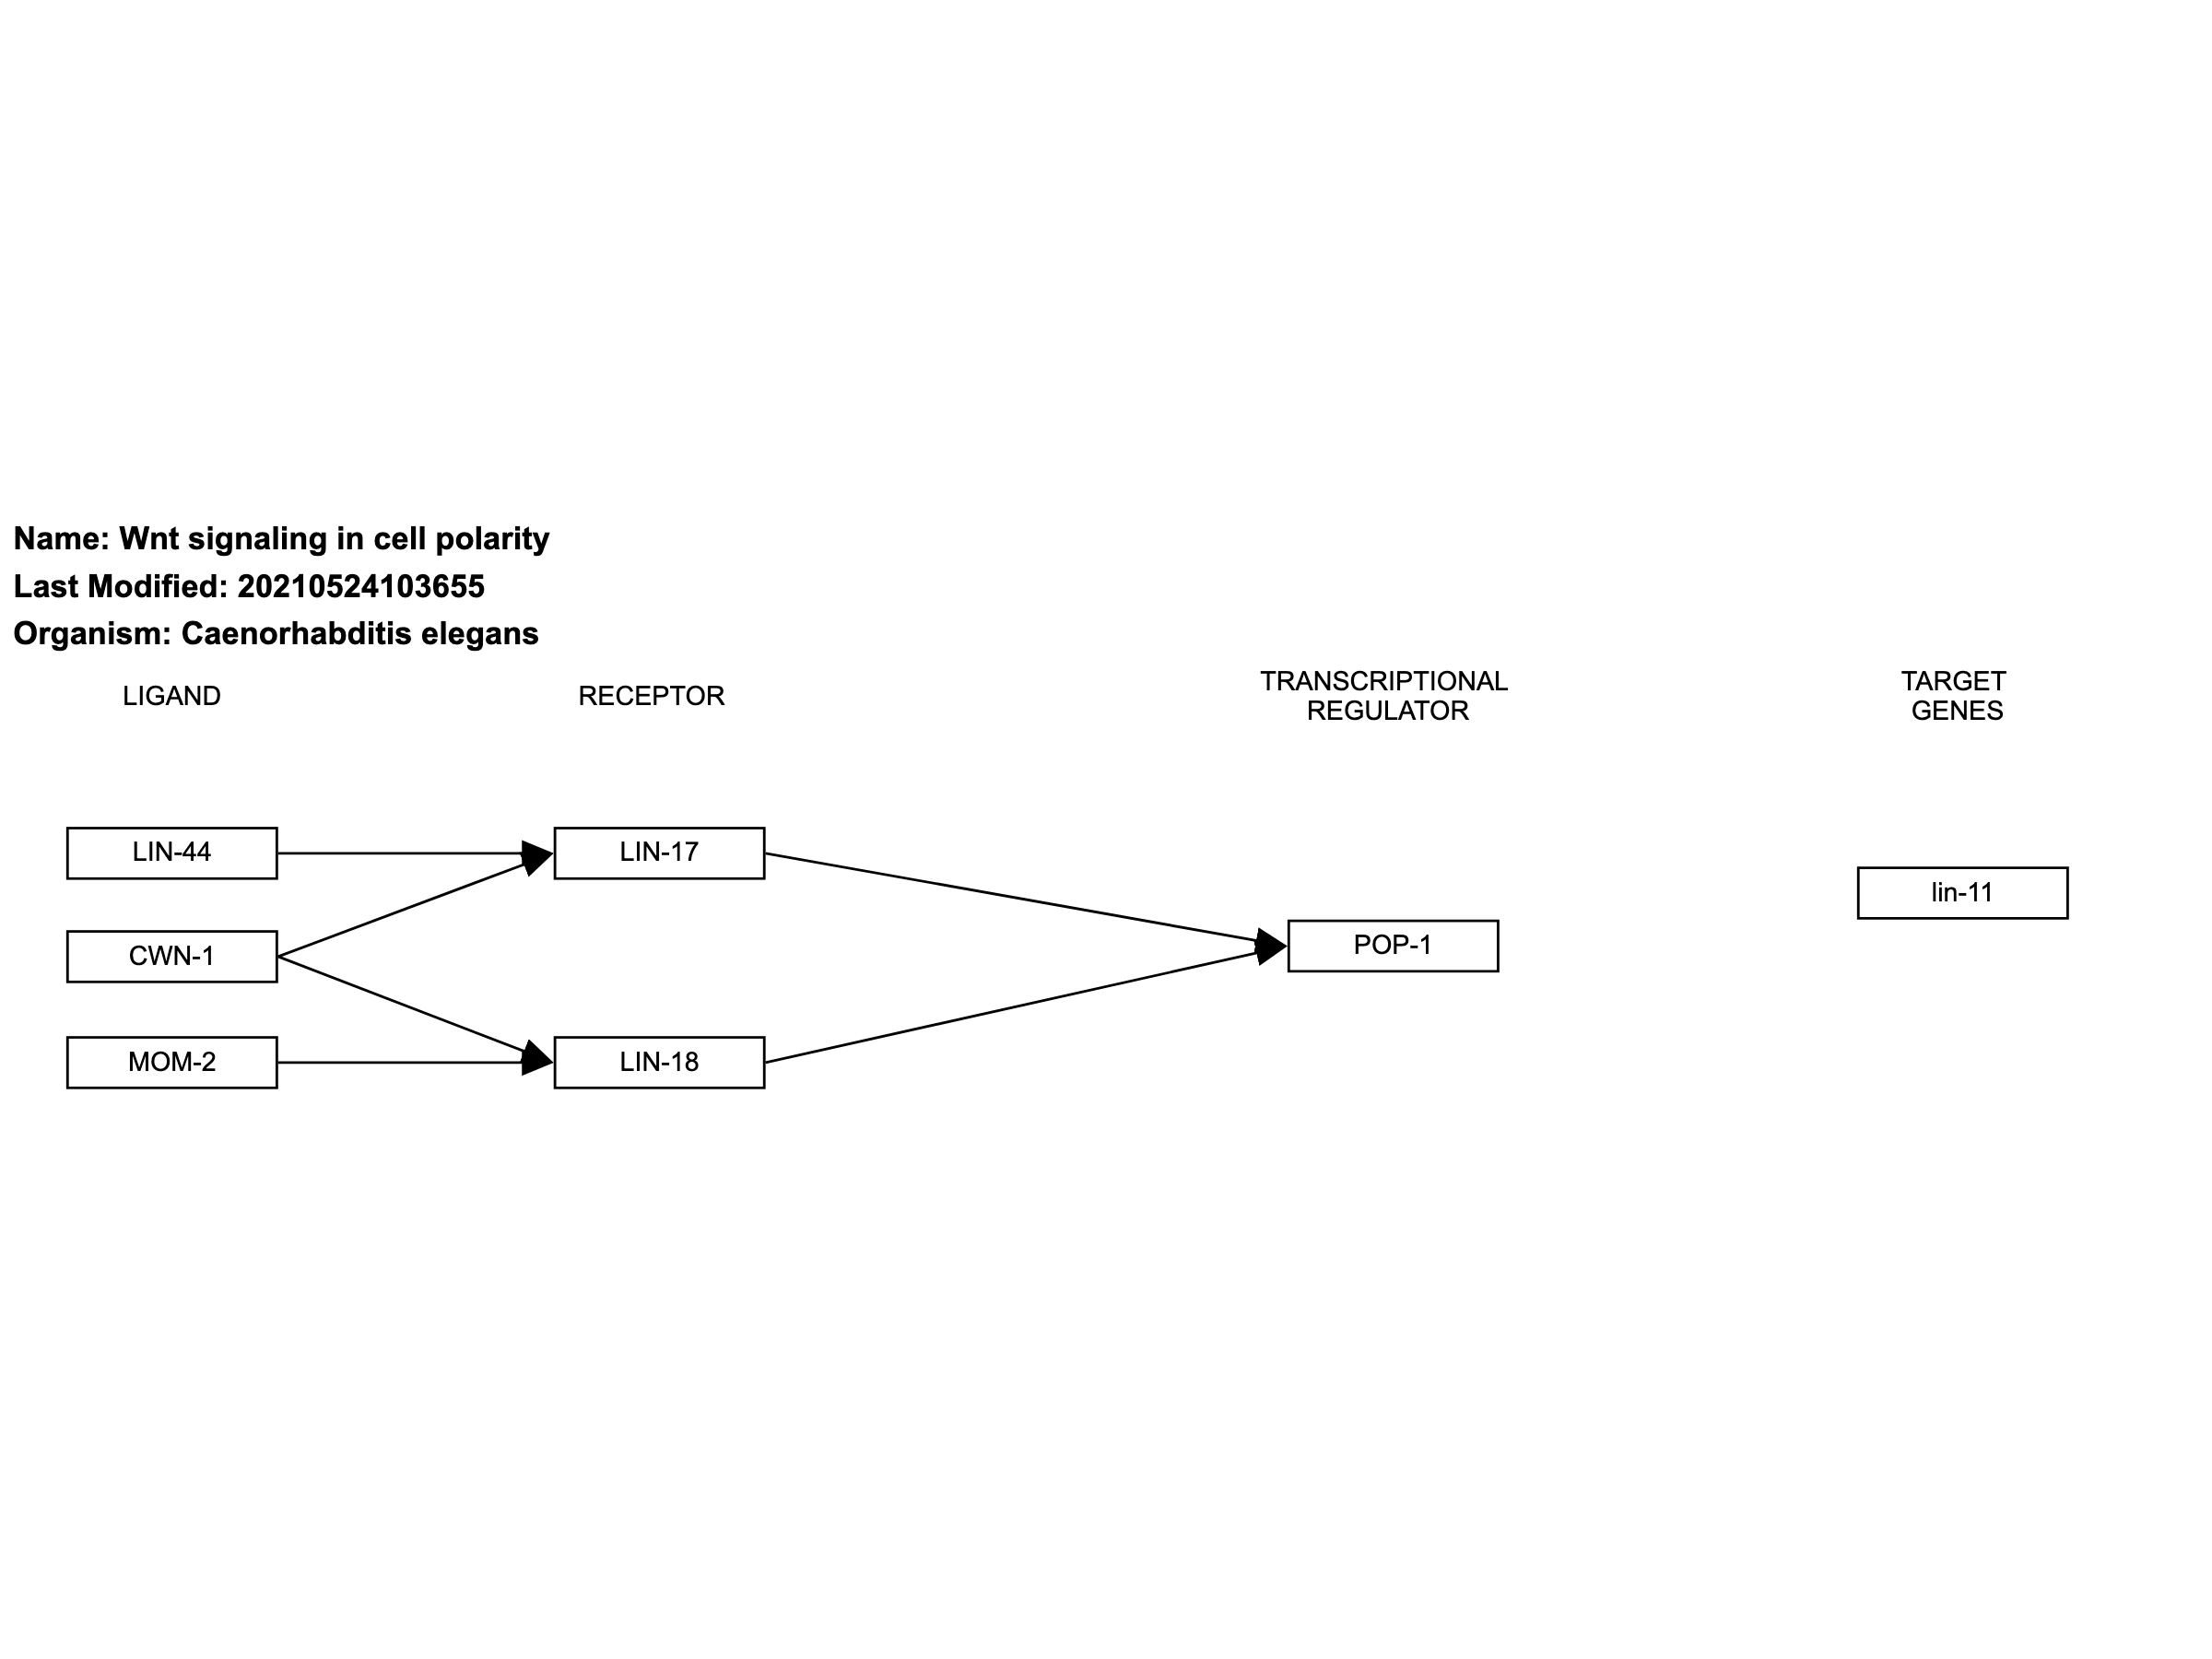 Name: Wnt signaling in cell polarity
Last Modified: 20210524103655
Organism: Caenorhabditis elegans
LIGAND
RECEPTOR
TRANSCRIPTIONAL
REGULATOR
TARGET
GENES
LIN-44
LIN-17
lin-11
CWN-1
POP-1
MOM-2
LIN-18